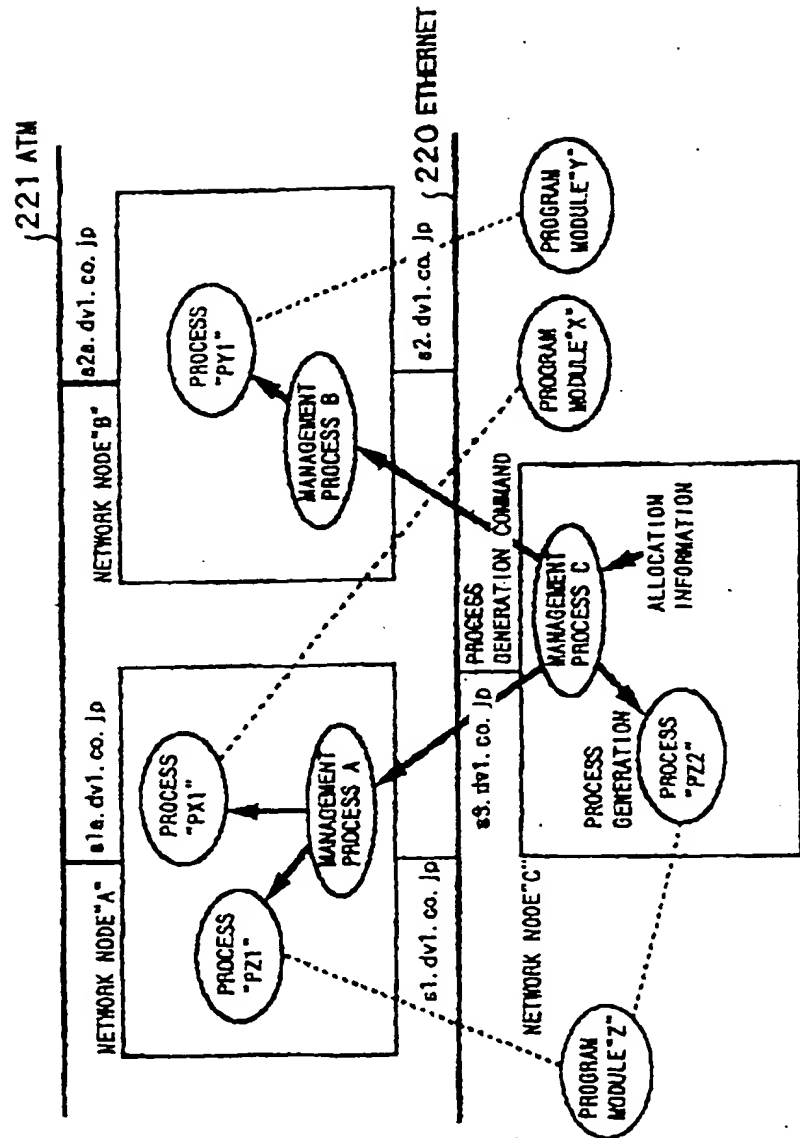 221 ATM
NETWORK NODE"A"
a1a.dv1.co.jp
NETWORK NODE"B"
a2a.dv1.co.jp
PROCESS
"PZ1"
PROCESS
"PX1"
PROCESS
"PY1"
MANAGEMENT
PROCESS A
MANAGEMENT
PROCESS B
s1.dv1.co.jp
s2.dv1.co.jp
220 ETHERNET
s3.dv1.co.jp
PROCESS
GENERATION COMMAND
NETWORK NODE"C"
MANAGEMENT
PROCESS C
PROCESS
GENERATION
PROCESS
"PZ2"
ALLOCATION
INFORMATION
PROGRAM
MODULE"Z"
PROGRAM
MODULE"X"
PROGRAM
MODULE"Y"